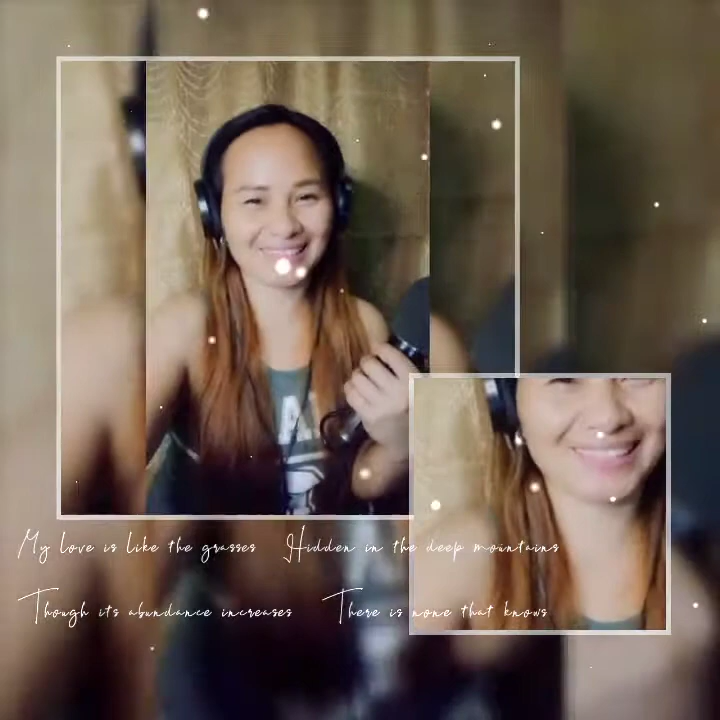 My love is like the grasses Hidden in the deep mountains
Though its abundance increases There is none that knows